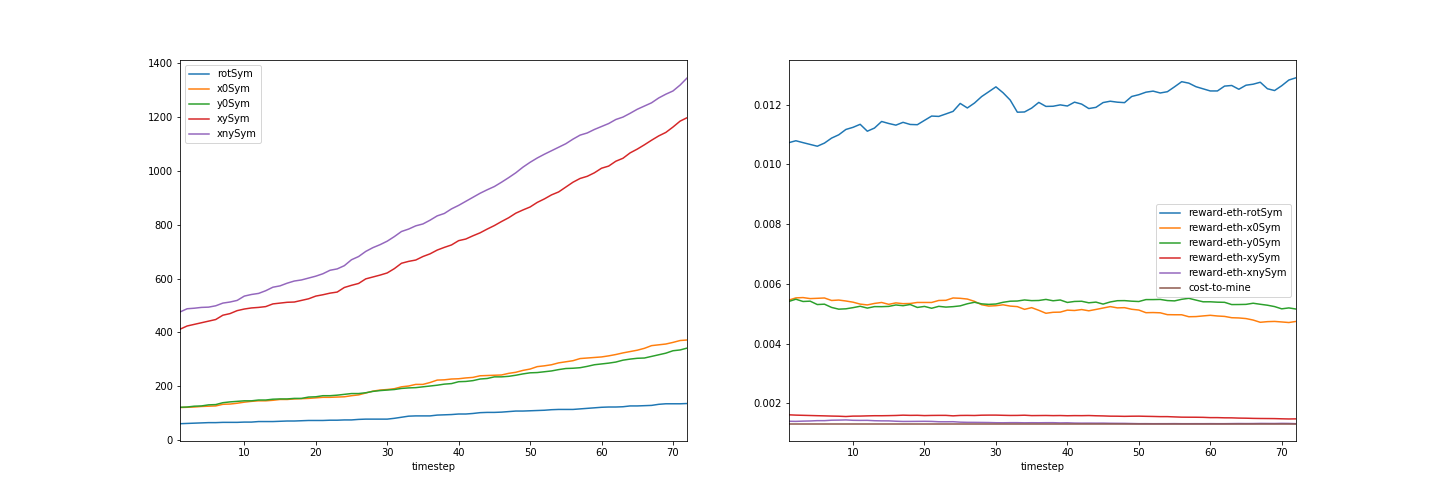 1400
1200
1000
800
600
400
200
0
rotSym
x0Sym
y0Sym
xySym
xnySym
10 20 30 40 50 60 70
timestep
0.012
0.010
0.008
0.006
0.004
0.002
reward-eth-rotSym
reward-eth-x0Sym
reward-eth-y0Sym
reward-eth-xySym
reward-eth-xnySym
cost-to-mine
10 20 30 40 50 60 70
timestep